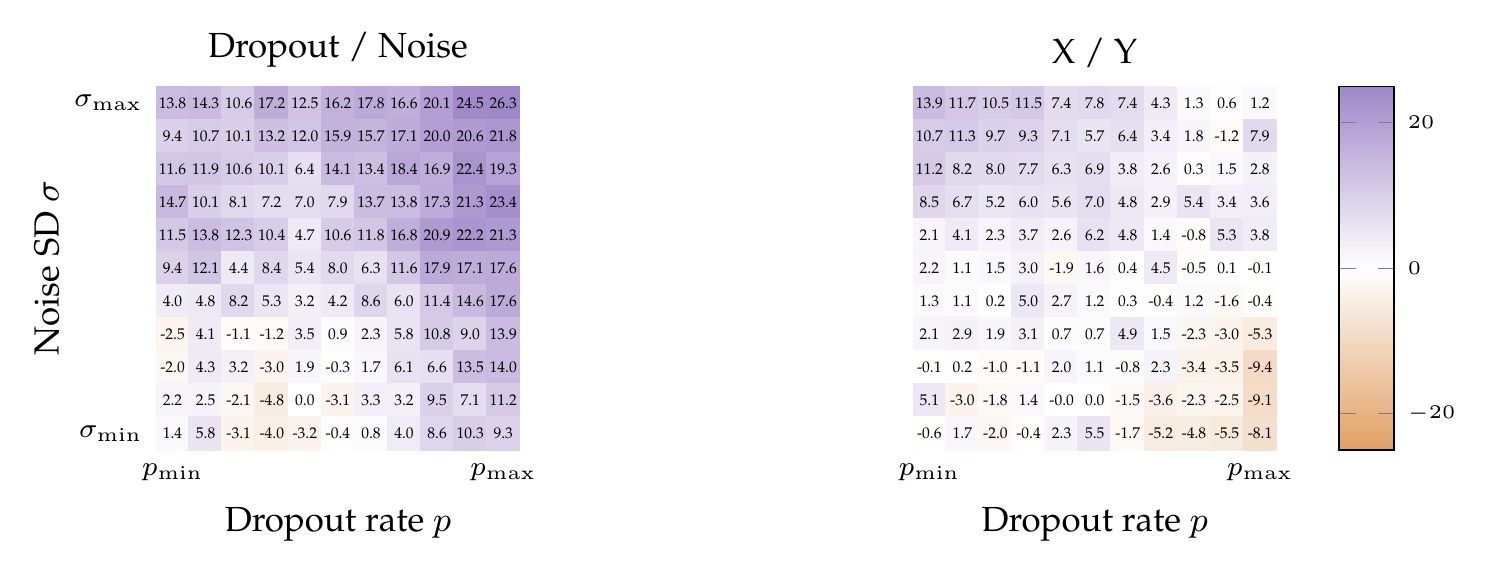 Dropout / Noise
X / Y
σmax
13.8 14.3 10.6 17.2 12.5 16.2 17.8 16.6 20.1 24.5 26.3
9.4 10.7 10.1 13.2 12.0 15.9 15.7 17.1 20.0 20.6 21.8
11.6 11.9 10.6 10.1 6.4 14.1 13.4 18.4 16.9 22.4 19.3
14.7 10.1 8.1 7.2 7.0 7.9 13.7 13.8 17.3 21.3 23.4
11.5 13.8 12.3 10.4 4.7 10.6 11.8 16.8 20.9 22.2 21.3
9.4 12.1 4.4 8.4 5.4 8.0 6.3 11.6 17.9 17.1 17.6
4.0 4.8 8.2 5.3 3.2 4.2 8.6 6.0 11.4 14.6 17.6
-2.5 4.1 -1.1 -1.2 3.5 0.9 2.3 5.8 10.8 9.0 13.9
-2.0 4.3 3.2 -3.0 1.9 -0.3 1.7 6.1 6.6 13.5 14.0
2.2 2.5 -2.1 -4.8 0.0 -3.1 3.3 3.2 9.5 7.1 11.2
1.4 5.8 -3.1 -4.0 -3.2 -0.4 0.8 4.0 8.6 10.3 9.3
σmin
Noise SD σ
pmin
pmax
Dropout rate p
13.9 11.7 10.5 11.5 7.4 7.8 7.4 4.3 1.3 0.6 1.2
10.7 11.3 9.7 9.3 7.1 5.7 6.4 3.4 1.8 -1.2 7.9
11.2 8.2 8.0 7.7 6.3 6.9 3.8 2.6 0.3 1.5 2.8
8.5 6.7 5.2 6.0 5.6 7.0 4.8 2.9 5.4 3.4 3.6
2.1 4.1 2.3 3.7 2.6 6.2 4.8 1.4 -0.8 5.3 3.8
2.2 1.1 1.5 3.0 -1.9 1.6 0.4 4.5 -0.5 0.1 -0.1
1.3 1.1 0.2 5.0 2.7 1.2 0.3 -0.4 1.2 -1.6 -0.4
2.1 2.9 1.9 3.1 0.7 0.7 4.9 1.5 -2.3 -3.0 -5.3
-0.1 0.2 -1.0 -1.1 2.0 1.1 -0.8 2.3 -3.4 -3.5 -9.4
5.1 -3.0 -1.8 1.4 -0.0 0.0 -1.5 -3.6 -2.3 -2.5 -9.1
-0.6 1.7 -2.0 -0.4 2.3 5.5 -1.7 -5.2 -4.8 -5.5 -8.1
pmin
pmax
Dropout rate p
20
0
−20